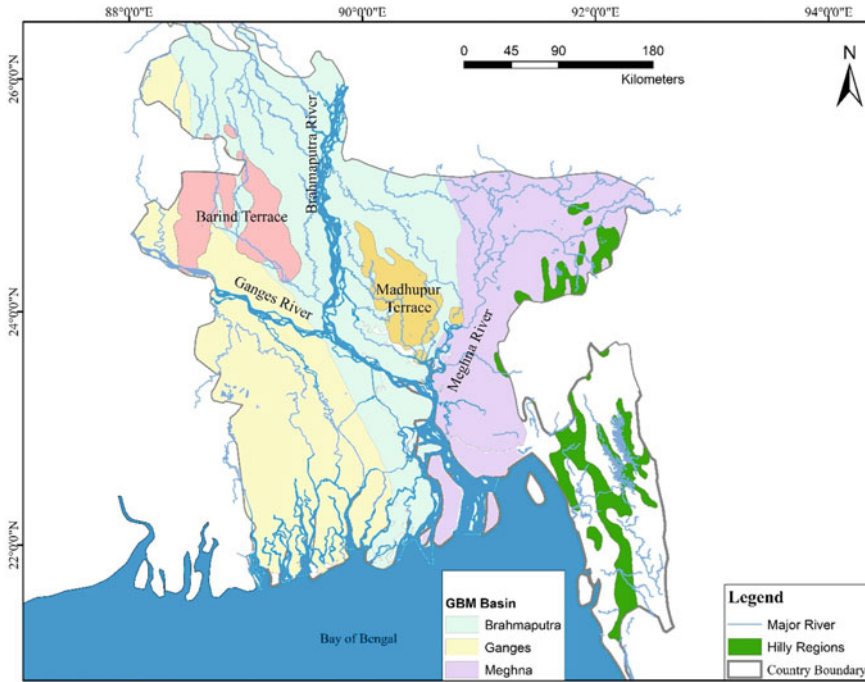 88°0'0"E
90°0'0"E
92°0'0"E
94°0'0"E
0 45 90 180
Kilometers
N
26°0'0"N
24°0'0"N
22°0'0"N
Brahmaputra River
Barind Terrace
Ganges River
Madhupur
Terrace
Meghna River
Bay of Bengal
GBM Basin
Brahmaputra
Ganges
Meghna
Legend
Major River
Hilly Regions
Country Boundary